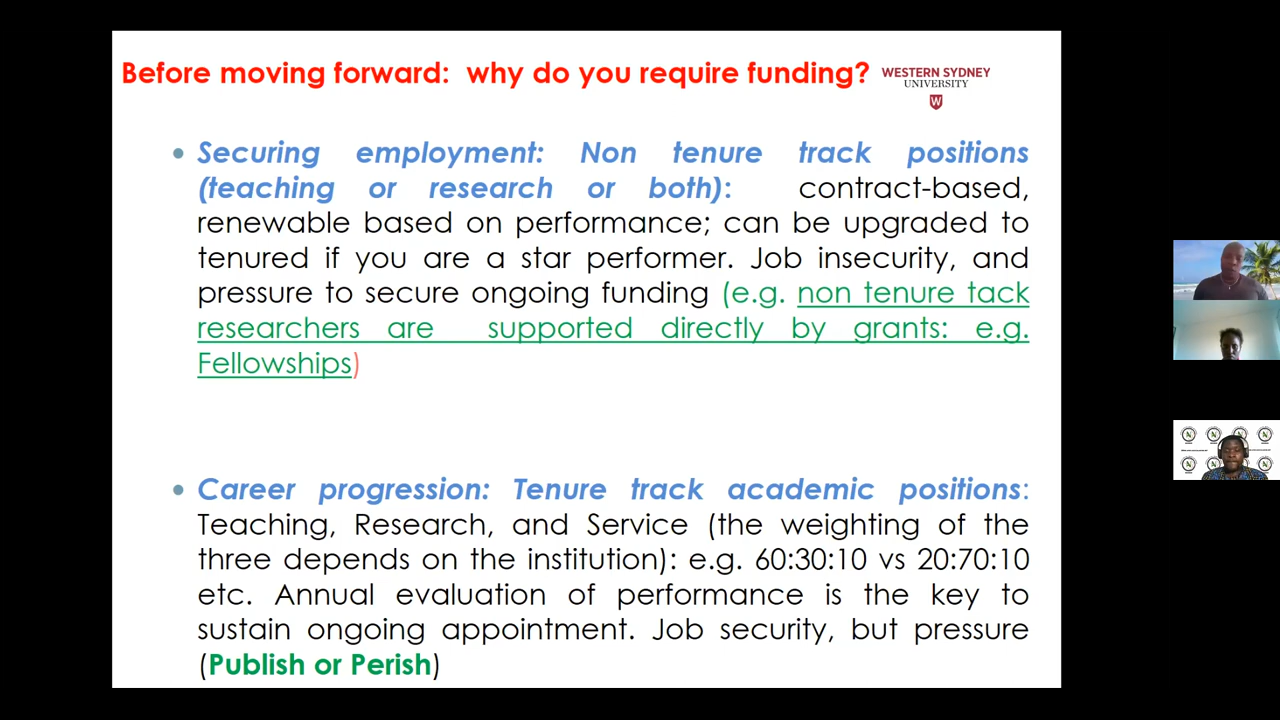 Before moving forward: why do you require funding?
WESTERN SYDNEY
UNIVERSITY
W
• Securing employment: Non tenure track positions
(teaching or research or both): contract-based,
renewable based on performance; can be upgraded to
tenured if you are a star performer. Job insecurity, and
pressure to secure ongoing funding (e.g. non tenure tack
researchers are supported directly by grants: e.g.
Fellowships)
• Career progression: Tenure track academic positions:
Teaching, Research, and Service (the weighting of the
three depends on the institution): e.g. 60:30:10 vs 20:70:10
etc. Annual evaluation of performance is the key to
sustain ongoing appointment. Job security, but pressure
(Publish or Perish)